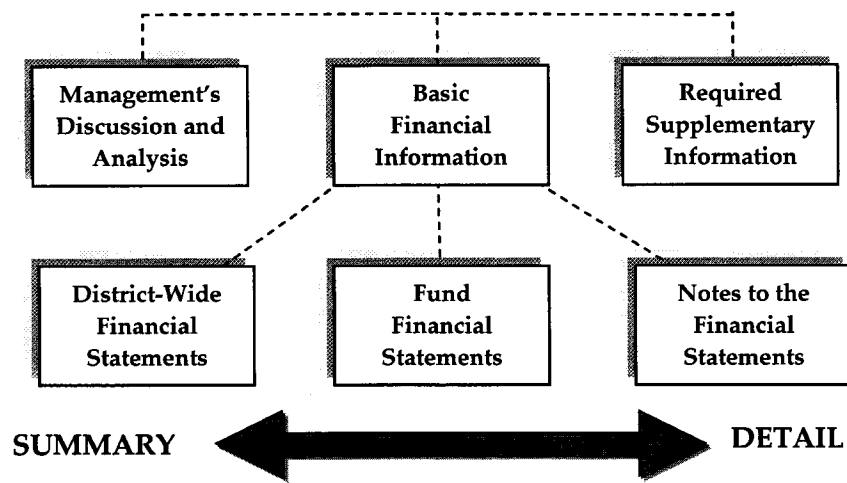 Management's
Discussion and
Analysis
Basic
Financial
Information
Required
Supplementary
Information
District-Wide
Financial
Statements
Fund
Financial
Statements
Notes to the
Financial
Statements
SUMMARY
DETAIL